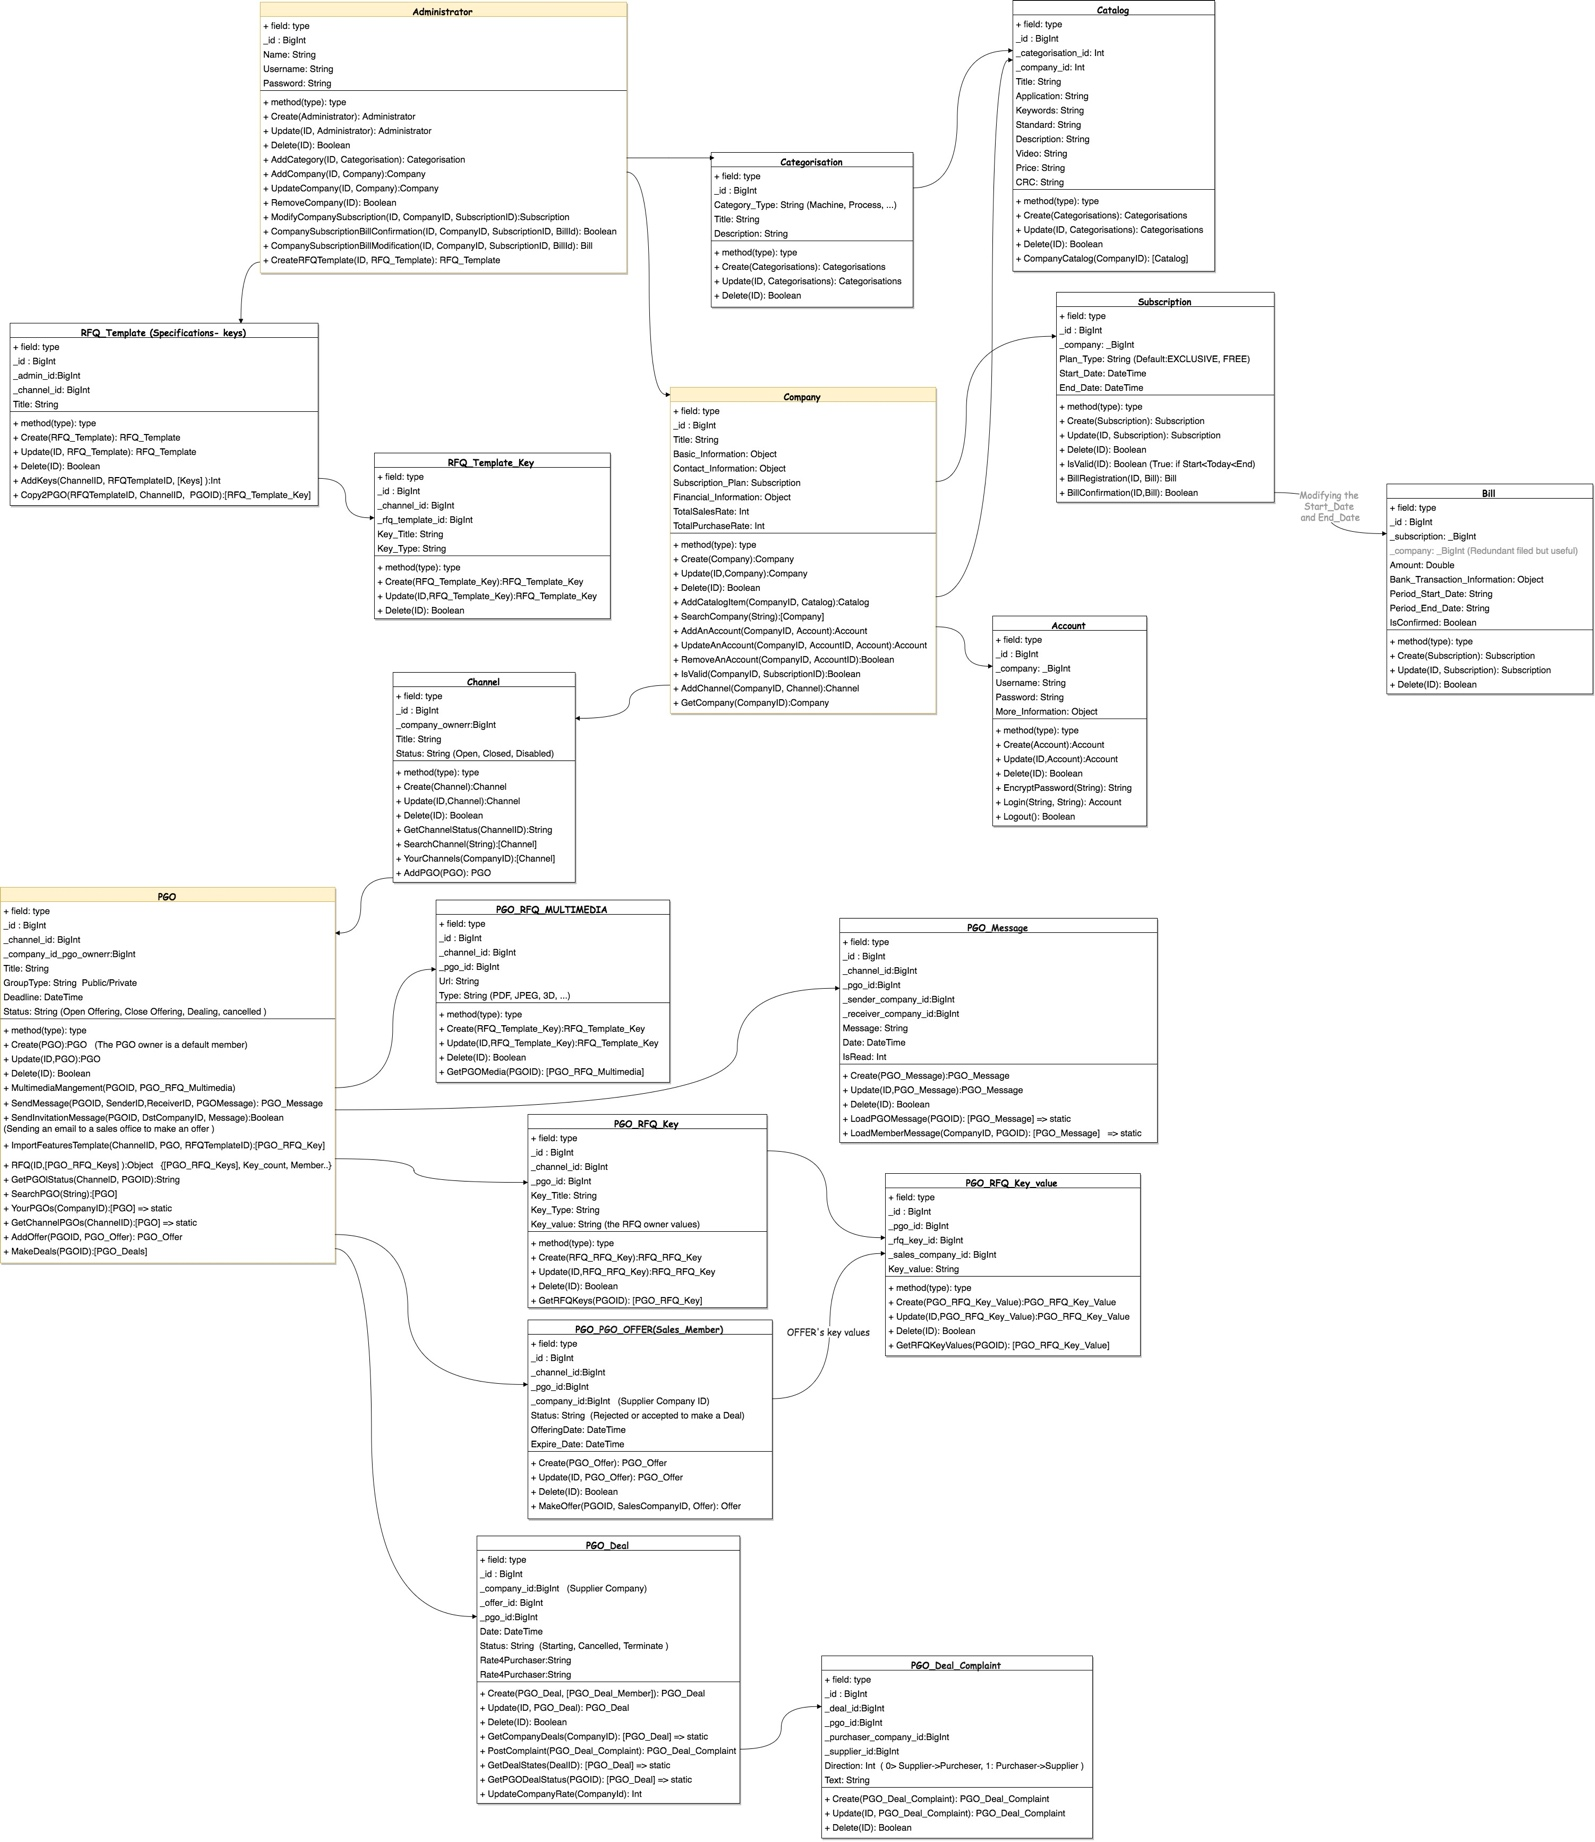 Administrator
+ field: type
_id : BigInt
Name: String
Username: String
Password: String
+ method(type): type
+ Create(Administrator): Administrator
+ Update(ID, Administrator): Administrator
+ Delete(ID): Boolean
+ AddCategory(ID, Categorisation): Categorisation
+ AddCompany(ID, Company):Company
+ UpdateCompany(ID, Company):Company
+ RemoveCompany(ID): Boolean
+ ModifyCompanySubscription(ID, CompanyID, SubscriptionID):Subscription
+ CompanySubscriptionBillConfirmation(ID, CompanyID, SubscriptionID, BillId): Boolean
+ CompanySubscriptionBillModification(ID, CompanyID, SubscriptionID, BillId): Bill
+ CreateRFQTemplate(ID, RFQ_Template): RFQ_Template
Catalog
+ field: type
_id : BigInt
_categorisation_id: Int
_company_id: Int
Title: String
Application: String
Keywords: String
Standard: String
Description: String
Video: String
Price: String
CRC: String
+ method(type): type
+ Create(Categorisations): Categorisations
+ Update(ID, Categorisations): Categorisations
+ Delete(ID): Boolean
+ CompanyCatalog(CompanyID): [Catalog]
Categorisation
+ field: type
_id : BigInt
Category_Type: String (Machine, Process, ...)
Title: String
Description: String
+ method(type): type
+ Create(Categorisations): Categorisations
+ Update(ID, Categorisations): Categorisations
+ Delete(ID): Boolean
Subscription
+ field: type
_id : BigInt
_company: _BigInt
Plan_Type: String (Default:EXCLUSIVE, FREE)
Start_Date: DateTime
End_Date: DateTime
+ method(type): type
+ Create(Subscription): Subscription
+ Update(ID, Subscription): Subscription
+ Delete(ID): Boolean
+ IsValid(ID): Boolean (True: if Start<Today<End)
+ BillRegistration(ID, Bill): Bill
+ BillConfirmation(ID,Bill): Boolean
RFQ_Template (Specifications- keys)
+ field: type
_id : BigInt
_admin_id:BigInt
_channel_id: BigInt
Title: String
+ method(type): type
+ Create(RFQ_Template): RFQ_Template
+ Update(ID, RFQ_Template): RFQ_Template
+ Delete(ID): Boolean
+ AddKeys(ChannelID, RFQTemplateID, [Keys] ):Int
+ Copy2PGO(RFQTemplateID, ChannelID, PGOID):[RFQ_Template_Key]
RFQ_Template_Key
+ field: type
_id : BigInt
_channel_id: BigInt
_rfq_template_id: BigInt
Key_Title: String
Key_Type: String
+ method(type): type
+ Create(RFQ_Template_Key):RFQ_Template_Key
+ Update(ID,RFQ_Template_Key):RFQ_Template_Key
+ Delete(ID): Boolean
Company
+ field: type
_id : BigInt
Title: String
Basic_Information: Object
Contact_Information: Object
Subscription_Plan: Subscription
Financial_Information: Object
TotalSalesRate: Int
TotalPurchaseRate: Int
+ method(type): type
+ Create(Company):Company
+ Update(ID,Company):Company
+ Delete(ID): Boolean
+ AddCatalogItem(CompanyID, Catalog):Catalog
+ SearchCompany(String):[Company]
+ AddAnAccount(CompanyID, Account):Account
+ UpdateAnAccount(CompanyID, AccountID, Account):Account
+ RemoveAnAccount(CompanyID, AccountID):Boolean
+ IsValid(CompanyID, SubscriptionID):Boolean
+ AddChannel(CompanyID, Channel):Channel
+ GetCompany(CompanyID):Company
Modifying the
Start_Date
and End_Date
Bill
+ field: type
_id : BigInt
_subscription: _BigInt
_company: _BigInt (Redundant filed but useful)
Amount: Double
Bank_Transaction_Information: Object
Period_Start_Date: String
Period_End_Date: String
IsConfirmed: Boolean
+ method(type): type
+ Create(Subscription): Subscription
+ Update(ID, Subscription): Subscription
+ Delete(ID): Boolean
Account
+ field: type
_id : BigInt
_company: _BigInt
Username: String
Password: String
More_Information: Object
+ method(type): type
+ Create(Account):Account
+ Update(ID,Account):Account
+ Delete(ID): Boolean
+ EncryptPassword(String): String
+ Login(String, String): Account
+ Logout(): Boolean
Channel
+ field: type
_id : BigInt
_company_ownerr:BigInt
Title: String
Status: String (Open, Closed, Disabled)
+ method(type): type
+ Create(Channel):Channel
+ Update(ID,Channel):Channel
+ Delete(ID): Boolean
+ GetChannelStatus(ChannelID):String
+ SearchChannel(String):[Channel]
+ YourChannels(CompanyID):[Channel]
+ AddPGO(PGO): PGO
PGO
+ field: type
_id : BigInt
_channel_id: BigInt
_company_id_pgo_ownerr:BigInt
Title: String
GroupType: String  Public/Private
Deadline: DateTime
Status: String (Open Offering, Close Offering, Dealing, cancelled )
+ method(type): type
+ Create(PGO):PGO   (The PGO owner is a default member)
+ Update(ID,PGO):PGO
+ Delete(ID): Boolean
+ MultimediaMangement(PGOID, PGO_RFQ_Multimedia)
+ SendMessage(PGOID, SenderID,ReceiverID, PGOMessage): PGO_Message
+ SendInvitationMessage(PGOID, DstCompanyID, Message):Boolean
(Sending an email to a sales office to make an offer )
+ ImportFeaturesTemplate(ChannelID, PGO, RFQTemplateID):[PGO_RFQ_Key]
+ RFQ(ID,[PGO_RFQ_Keys] ):Object   {[PGO_RFQ_Keys], Key_count, Member..}
+ GetPGOlStatus(ChannelD, PGOID):String
+ SearchPGO(String):[PGO]
+ YourPGOs(CompanyID):[PGO] => static
+ GetChannelPGOs(ChannelID):[PGO] => static
+ AddOffer(PGOID, PGO_Offer): PGO_Offer
+ MakeDeals(PGOID):[PGO_Deals]
PGO_RFQ_MULTIMEDIA
+ field: type
_id : BigInt
_channel_id: BigInt
_pgo_id: BigInt
Url: String
Type: String (PDF, JPEG, 3D, ...)
+ method(type): type
+ Create(RFQ_Template_Key):RFQ_Template_Key
+ Update(ID,RFQ_Template_Key):RFQ_Template_Key
+ Delete(ID): Boolean
+ GetPGOMedia(PGOID): [PGO_RFQ_Multimedia]
PGO_Message
+ field: type
_id : BigInt
_channel_id:BigInt
_pgo_id:BigInt
_sender_company_id:BigInt
_receiver_company_id:BigInt
Message: String
Date: DateTime
IsRead: Int
+ Create(PGO_Message):PGO_Message
+ Update(ID,PGO_Message):PGO_Message
+ Delete(ID): Boolean
+ LoadPGOMessage(PGOID): [PGO_Message] => static
+ LoadMemberMessage(CompanyID, PGOID): [PGO_Message]   => static
PGO_RFQ_Key
+ field: type
_id : BigInt
_channel_id: BigInt
_pgo_id: BigInt
Key_Title: String
Key_Type: String
Key_value: String (the RFQ owner values)
+ method(type): type
+ Create(RFQ_RFQ_Key):RFQ_RFQ_Key
+ Update(ID,RFQ_RFQ_Key):RFQ_RFQ_Key
+ Delete(ID): Boolean
+ GetRFQKeys(PGOID): [PGO_RFQ_Key]
PGO_RFQ_Key_value
+ field: type
_id : BigInt
_pgo_id: BigInt
_rfq_key_id: BigInt
_sales_company_id: BigInt
Key_value: String
+ method(type): type
+ Create(PGO_RFQ_Key_Value):PGO_RFQ_Key_Value
+ Update(ID,PGO_RFQ_Key_Value):PGO_RFQ_Key_Value
+ Delete(ID): Boolean
+ GetRFQKeyValues(PGOID): [PGO_RFQ_Key_Value]
OFFER's key values
PGO_PGO_OFFER(Sales_Member)
+ field: type
_id : BigInt
_channel_id:BigInt
_pgo_id:BigInt
_company_id:BigInt   (Supplier Company ID)
Status: String  (Rejected or accepted to make a Deal)
OfferingDate: DateTime
Expire_Date: DateTime
+ Create(PGO_Offer): PGO_Offer
+ Update(ID, PGO_Offer): PGO_Offer
+ Delete(ID): Boolean
+ MakeOffer(PGOID, SalesCompanyID, Offer): Offer
PGO_Deal
+ field: type
_id : BigInt
_company_id:BigInt   (Supplier Company)
_offer_id: BigInt
_pgo_id:BigInt
Date: DateTime
Status: String  (Starting, Cancelled, Terminate )
Rate4Purchaser:String
Rate4Purchaser:String
+ Create(PGO_Deal, [PGO_Deal_Member]): PGO_Deal
+ Update(ID, PGO_Deal): PGO_Deal
+ Delete(ID): Boolean
+ GetCompanyDeals(CompanyID): [PGO_Deal] => static
+ PostComplaint(PGO_Deal_Complaint): PGO_Deal_Complaint
+ GetDealStates(DealID): [PGO_Deal] => static
+ GetPGODealStatus(PGOID): [PGO_Deal] => static
+ UpdateCompanyRate(CompanyId): Int
PGO_Deal_Complaint
+ field: type
_id : BigInt
_deal_id:BigInt
_pgo_id:BigInt
_purchaser_company_id:BigInt
_supplier_id:BigInt
Direction: Int  ( 0> Supplier->Purcheser, 1: Purchaser->Supplier )
Text: String
+ Create(PGO_Deal_Complaint): PGO_Deal_Complaint
+ Update(ID, PGO_Deal_Complaint): PGO_Deal_Complaint
+ Delete(ID): Boolean